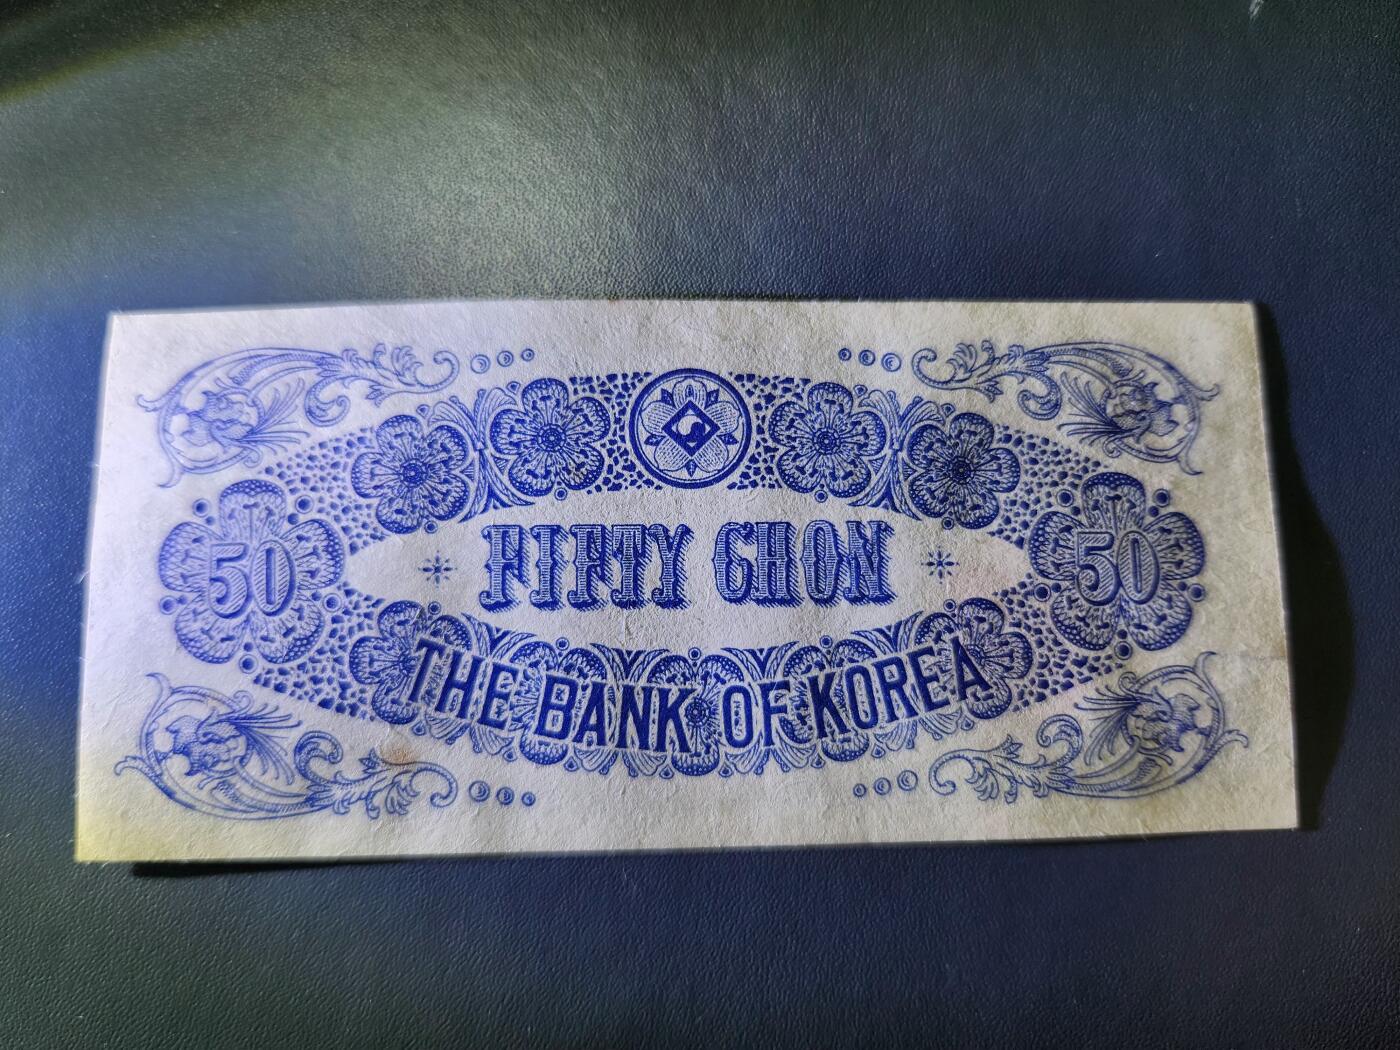 FIFTY CHON
50
50
THE BANK OF KOREA